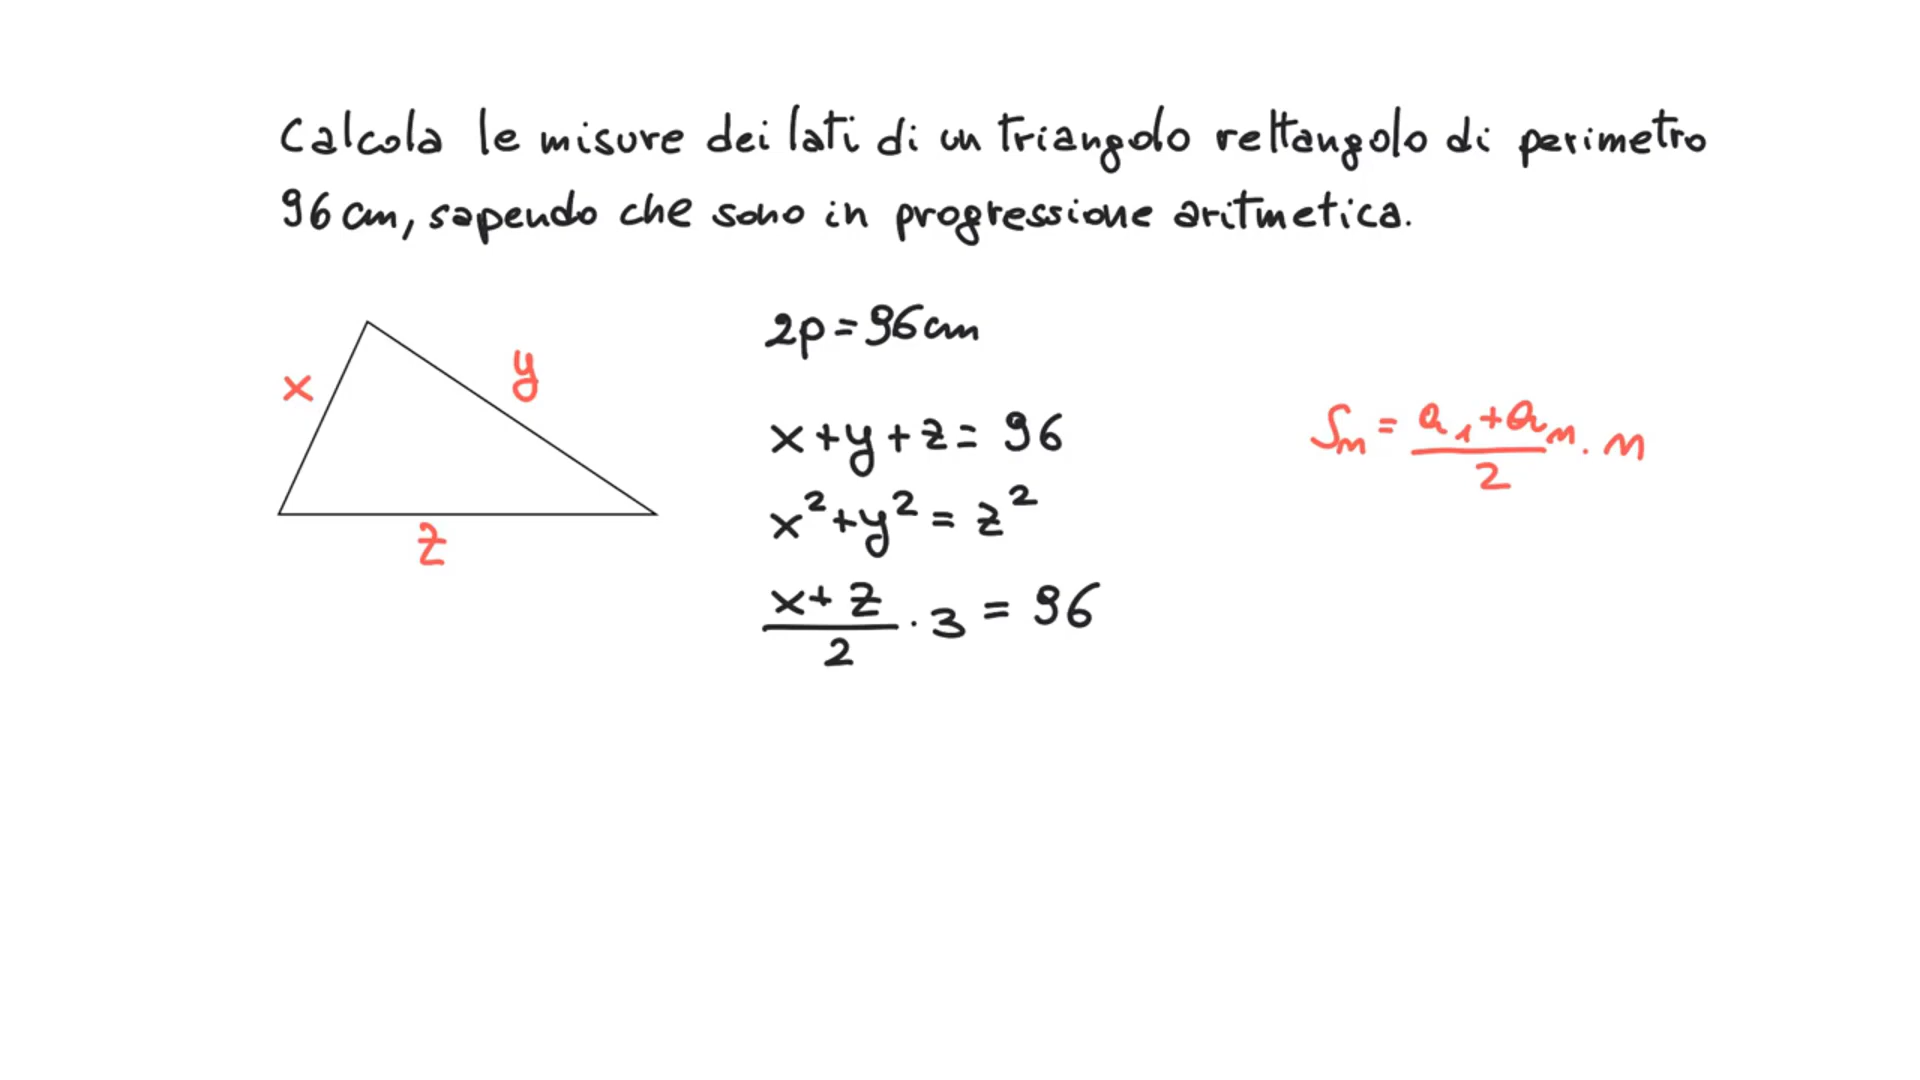 Calcola le misure dei lati di un triangolo rettangolo di perimetro
96 cm, sapendo che sono in progressione aritmetica.
2p = 96 cm
x
y
z
x + y + z = 96
x² + y² = z²
x + z / 2 · 3 = 96
Sn = a1 + an / 2 · n